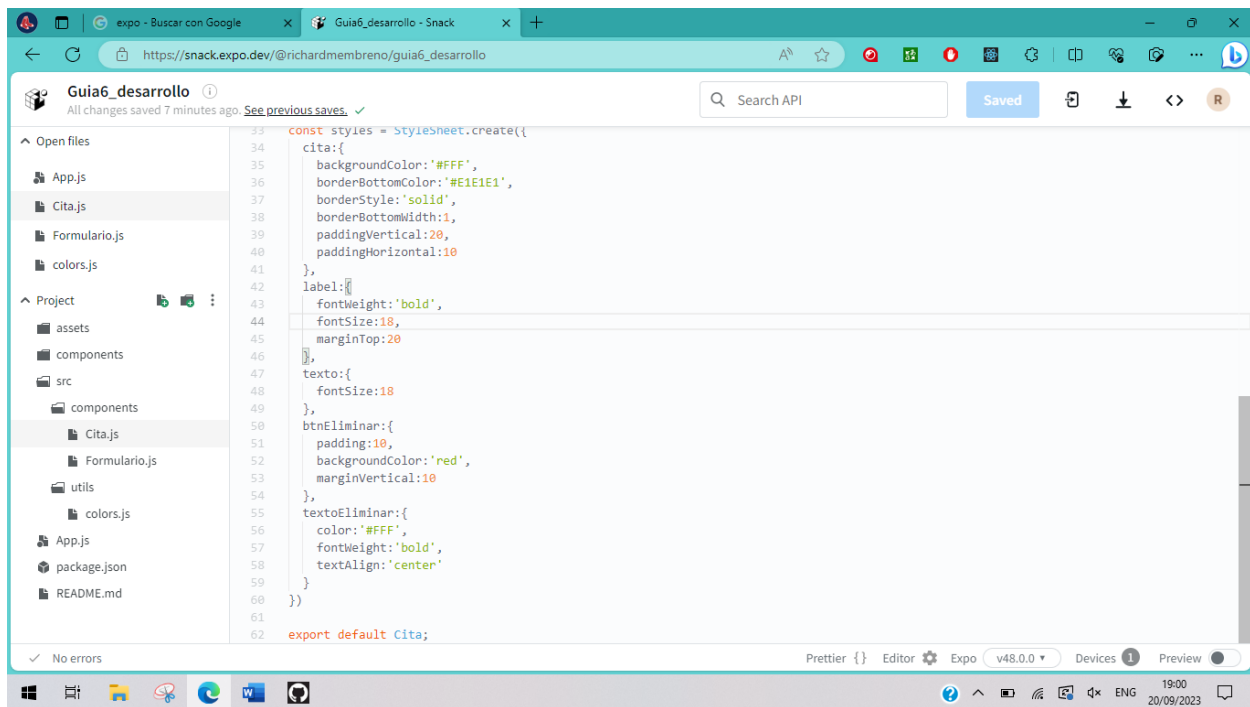 expo - Buscar con Google
Guia6_desarrollo - Snack
https://snack.expo.dev/@richardmembreno/guia6_desarrollo
Guia6_desarrollo
All changes saved 7 minutes ago. See previous saves.
Search API
Saved
R
Open files
App.js
Cita.js
Formulario.js
colors.js
Project
assets
components
src
components
Cita.js
Formulario.js
utils
colors.js
App.js
package.json
README.md
33 const styles = StyleSheet.create({
34 cita:{
35 backgroundColor:'#FFF',
36 borderBottomColor:'#E1E1E1',
37 borderStyle:'solid',
38 borderBottomWidth:1,
39 paddingVertical:20,
40 paddingHorizontal:10
41 },
42 label:{
43 fontWeight:'bold',
44 fontSize:18,
45 marginTop:20
46 },
47 texto:{
48 fontSize:18
49 },
50 btnEliminar:{
51 padding:10,
52 backgroundColor:'red',
53 marginVertical:10
54 },
55 textoEliminar:{
56 color:'#FFF',
57 fontWeight:'bold',
58 textAlign:'center'
59 }
60 })
61
62 export default Cita;
No errors
Prettier {} Editor Expo v48.0.0 Devices 1 Preview
ENG
19:00
20/09/2023